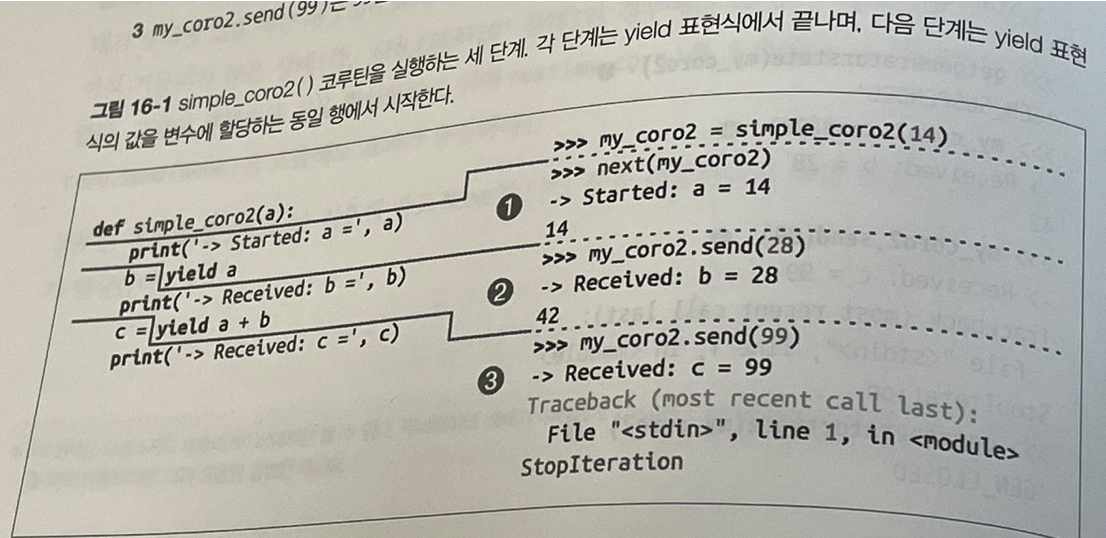 3 my_coro2.send(99)는
그림 16-1 simple_coro2() 코루틴을 실행하는 세 단계. 각 단계는 yield 표현식에서 끝나며, 다음 단계는 yield 표현
식의 값을 변수에 할당하는 동일 행에서 시작한다.
def simple_coro2(a):
print('-> Started: a =', a)
b = yield a
print('-> Received: b =', b)
c = yield a + b
print('-> Received: c =', c)
>>> my_coro2 = simple_coro2(14)
>>> next(my_coro2)
1 -> Started: a = 14
14
>>> my_coro2.send(28)
2 -> Received: b = 28
42
>>> my_coro2.send(99)
3 -> Received: c = 99
Traceback (most recent call last):
File "<stdin>", line 1, in <module>
StopIteration